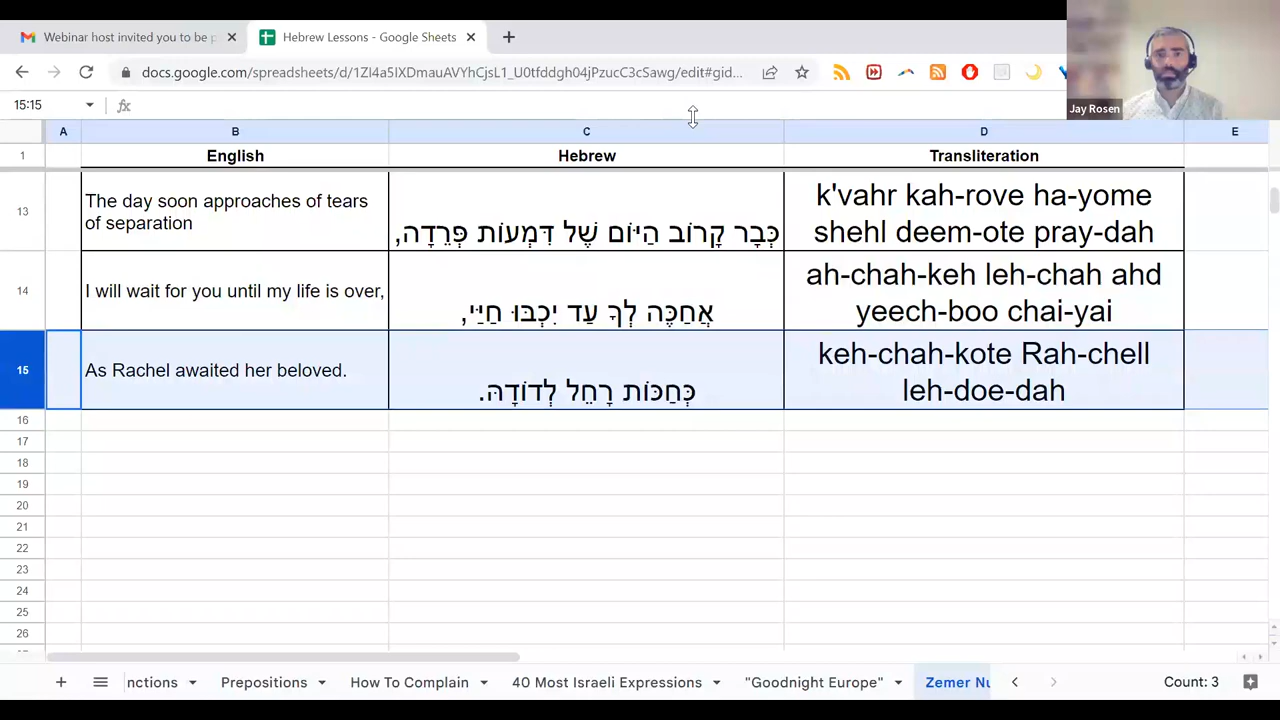 Webinar host invited you to be p
Hebrew Lessons - Google Sheets
docs.google.com/spreadsheets/d/1ZI4a5IXDmauAVYhCjsL1_U0tfddgh04jPzucC3cSawg/edit#gid...
Jay Rosen
15:15
fx
A B C D E
1 English Hebrew Transliteration
13
The day soon approaches of tears
of separation
כְּבָר קָרוֹב הַיּוֹם שֶׁל דִּמְעוֹת פְּרֵדָה,
k'vahr kah-rove ha-yome
shehl deem-ote pray-dah
14
I will wait for you until my life is over,
אֲחַכֶּה לְךָ עַד יִכְבּוּ חַיַּי,
ah-chah-keh leh-chah ahd
yeech-boo chai-yai
15
As Rachel awaited her beloved.
כְּחַכּוֹת רָחֵל לְדוֹדָהּ.
keh-chah-kote Rah-chell
leh-doe-dah
16
17
18
19
20
21
22
23
24
25
26
nctions Prepositions How To Complain 40 Most Israeli Expressions "Goodnight Europe" Zemer Nu Count: 3